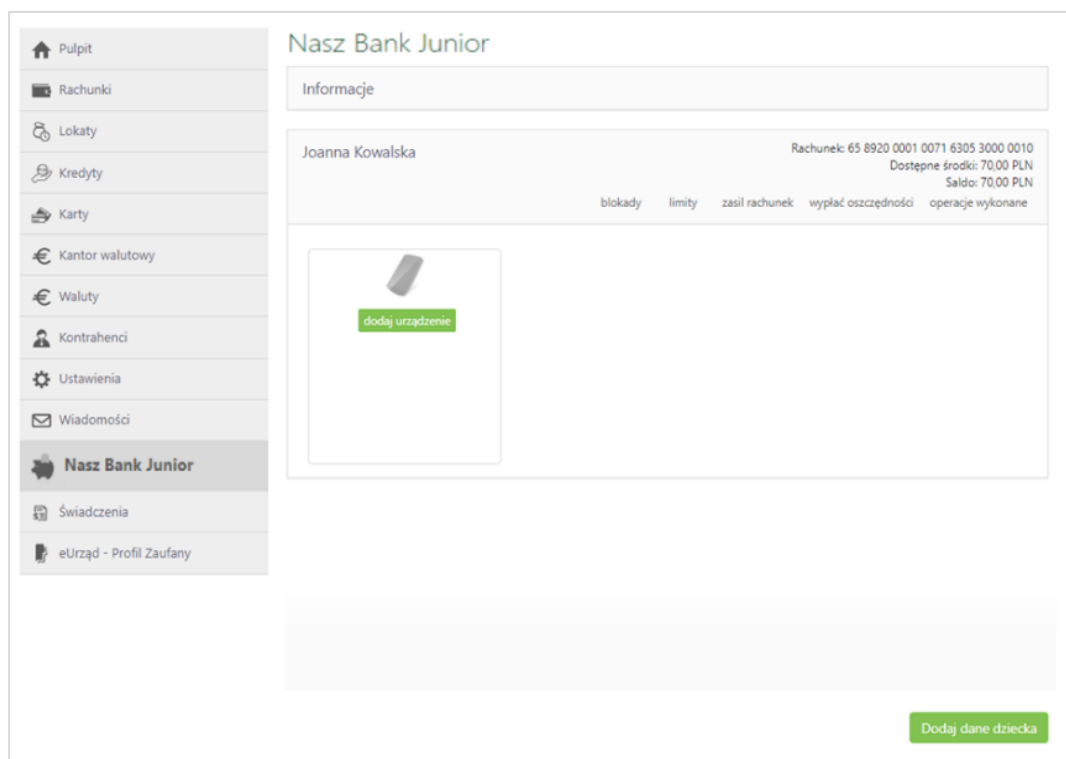 Pulpit
Rachunki
Lokaty
Kredyty
Karty
Kantor walutowy
Waluty
Kontrahenci
Ustawienia
Wiadomości
Nasz Bank Junior
Świadczenia
eUrząd - Profil Zaufany
Nasz Bank Junior
Informacje
Joanna Kowalska
Rachunek: 65 8920 0001 0071 6305 3000 0010
Dostępne środki: 70,00 PLN
Saldo: 70,00 PLN
blokady limity zasil rachunek wypłać oszczędności operacje wykonane
dodaj urządzenie
Dodaj dane dziecka